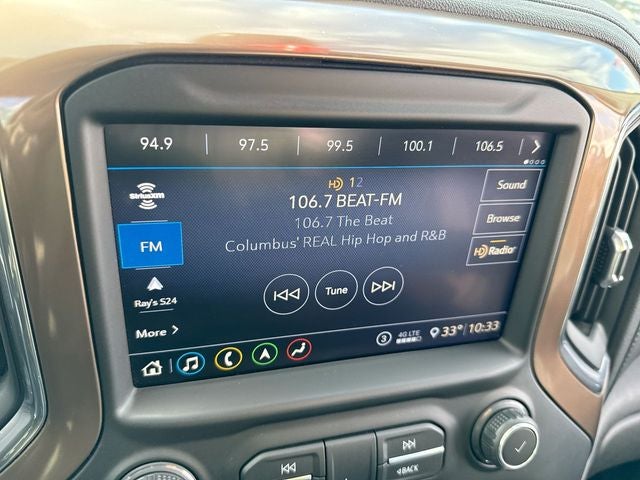 94.9 97.5 99.5 100.1 106.5
HD 12
SiriusXM
106.7 BEAT-FM
Sound
106.7 The Beat
Browse
FM
Columbus' REAL Hip Hop and R&B
HD Radio
Tune
Ray's S24
More
3 4G LTE 33° 10:33
BACK